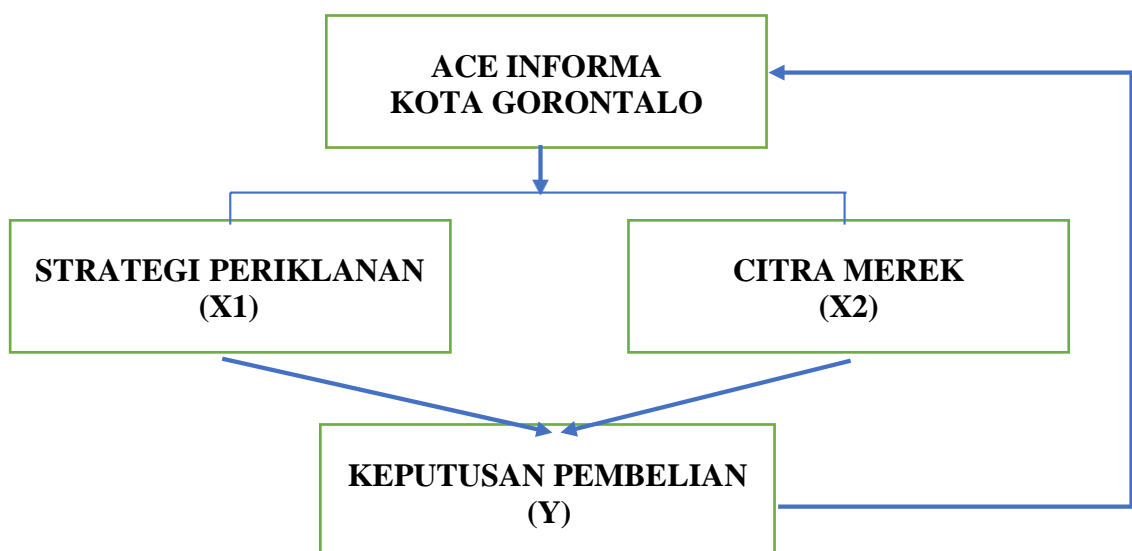 ACE INFORMA
KOTA GORONTALO
STRATEGI PERIKLANAN
(X1)
CITRA MEREK
(X2)
KEPUTUSAN PEMBELIAN
(Y)